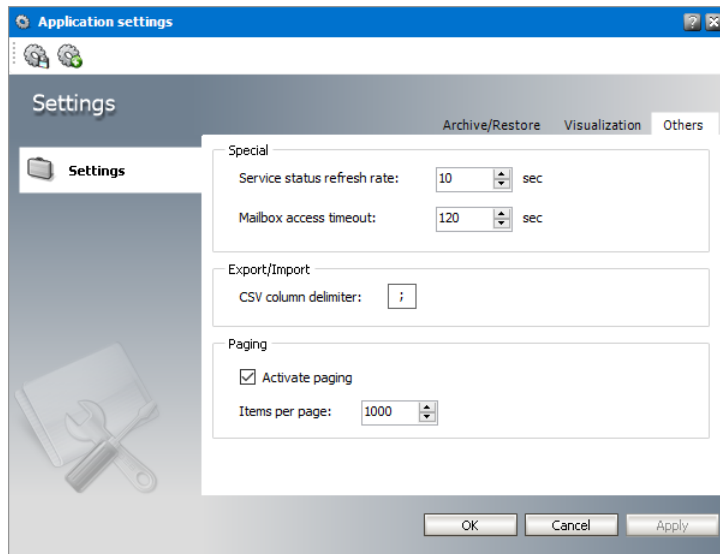 Application settings
Settings
Archive/Restore Visualization Others
Settings
Special
Service status refresh rate: 10 sec
Mailbox access timeout: 120 sec
Export/Import
CSV column delimiter: ;
Paging
Activate paging
Items per page: 1000
OK Cancel Apply